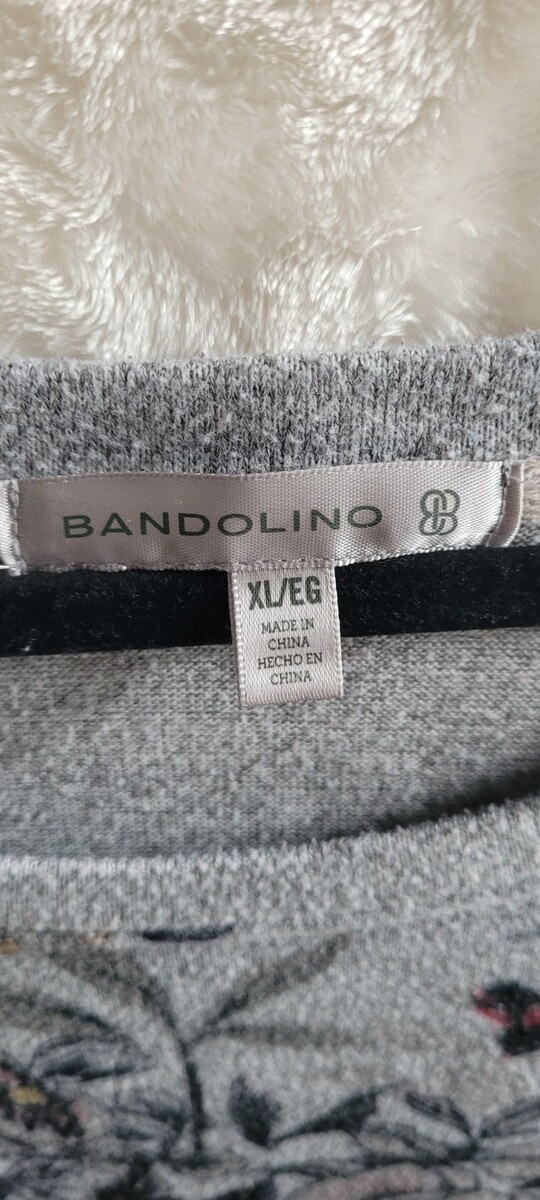 BANDOLINO
XL/EG
MADE IN
CHINA
HECHO EN
CHINA